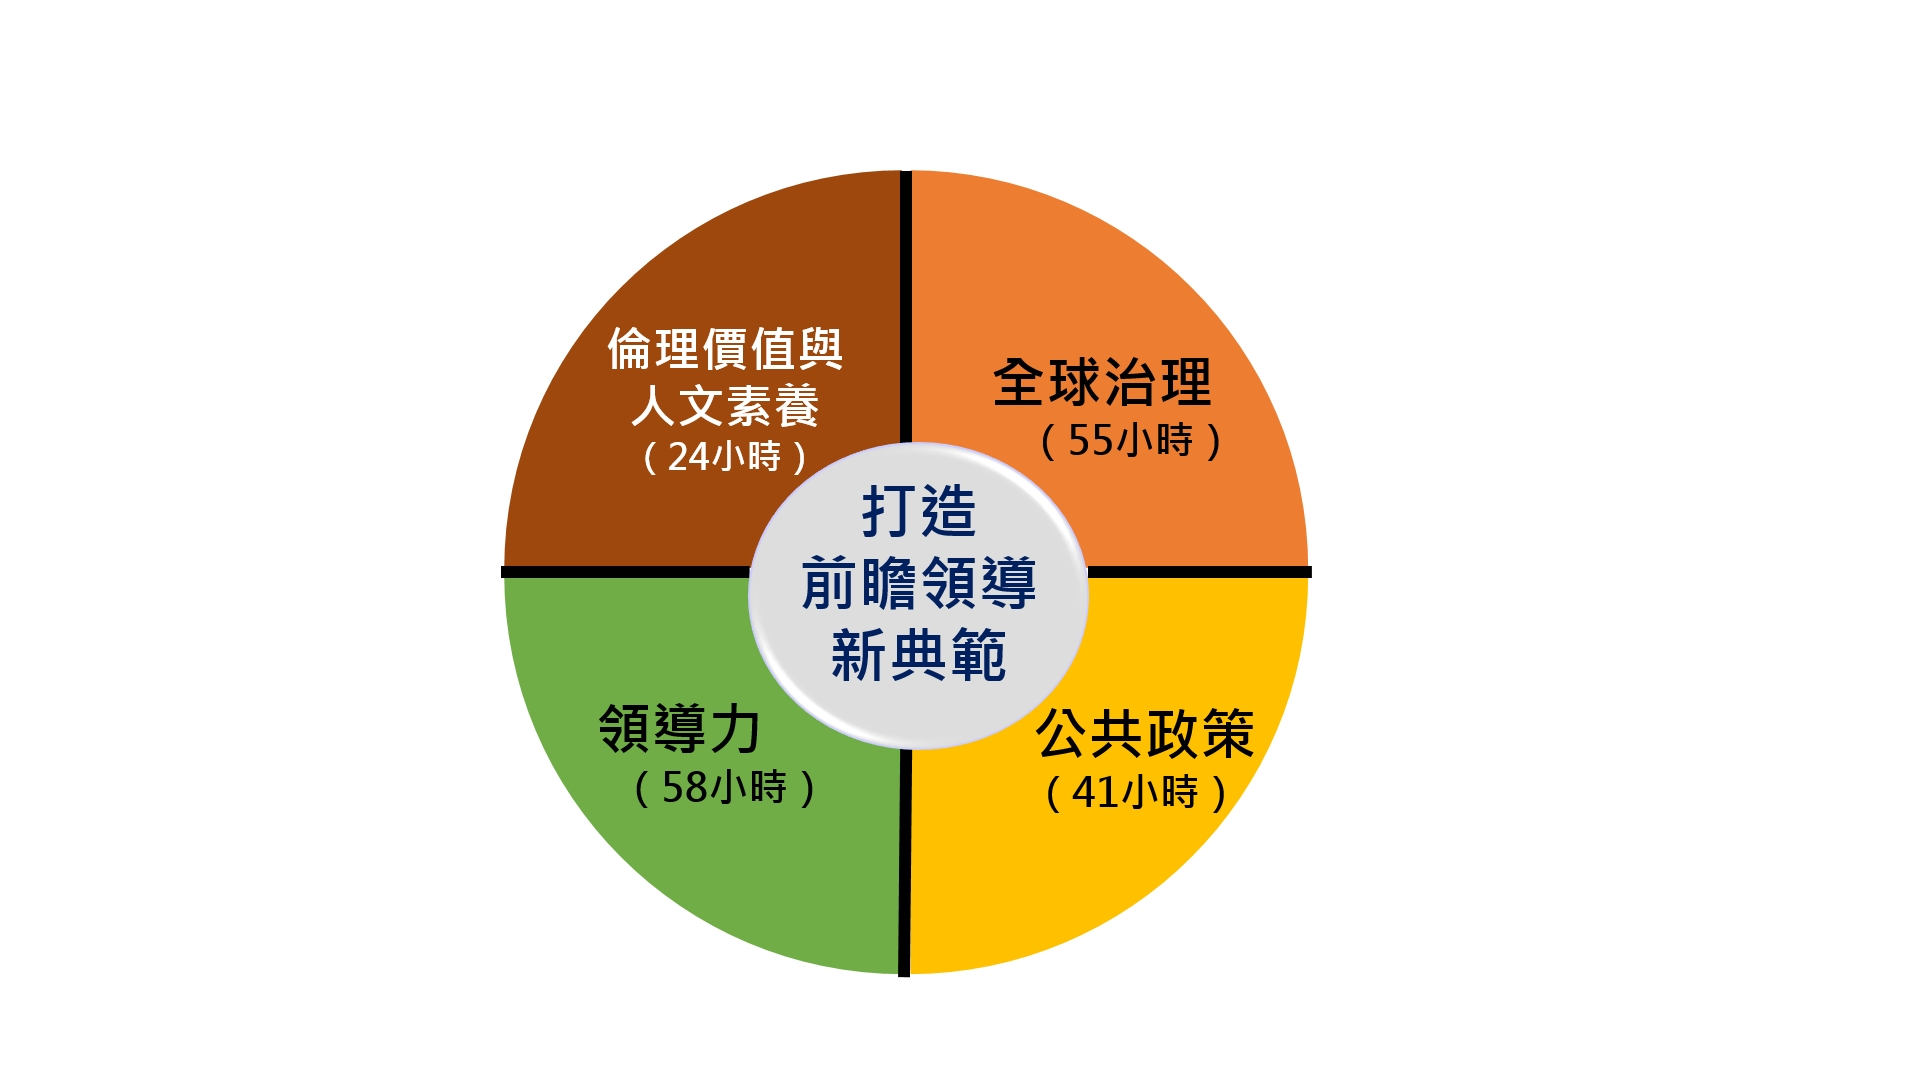 倫理價值與
人文素養
（24小時）
全球治理
（55小時）
打造
前瞻領導
新典範
領導力
（58小時）
公共政策
（41小時）